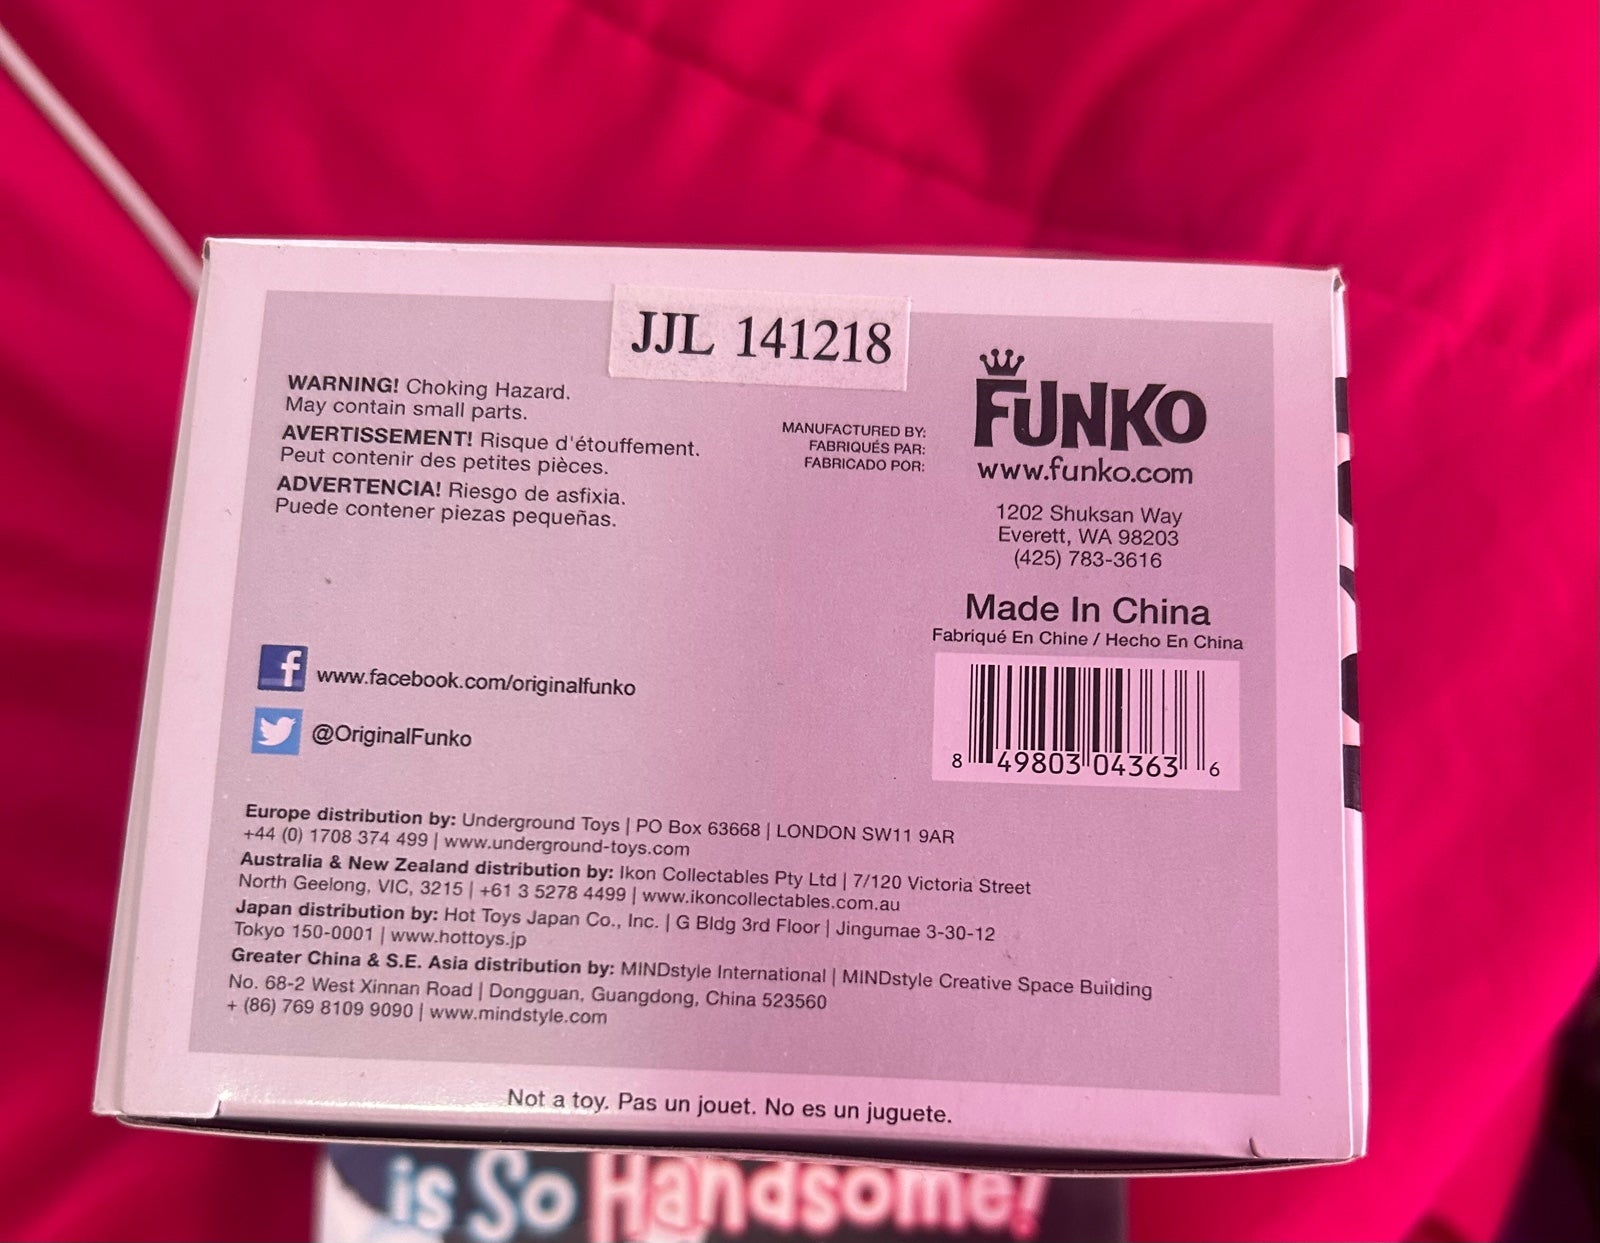 JJL 141218
WARNING! Choking Hazard.
May contain small parts.
AVERTISSEMENT! Risque d'étouffement.
Peut contenir des petites pièces.
ADVERTENCIA! Riesgo de asfixia.
Puede contener piezas pequeñas.
MANUFACTURED BY:
FABRIQUÉS PAR:
FABRICADO POR:
FUNKO
www.funko.com
1202 Shuksan Way
Everett, WA 98203
(425) 783-3616
Made In China
Fabriqué En Chine / Hecho En China
8 49803 04363 6
f www.facebook.com/originalfunko
@OriginalFunko
Europe distribution by: Underground Toys | PO Box 63668 | LONDON SW11 9AR
+44 (0) 1708 374 499 | www.underground-toys.com
Australia & New Zealand distribution by: Ikon Collectables Pty Ltd | 7/120 Victoria Street
North Geelong, VIC, 3215 | +61 3 5278 4499 | www.ikoncollectables.com.au
Japan distribution by: Hot Toys Japan Co., Inc. | G Bldg 3rd Floor | Jingumae 3-30-12
Tokyo 150-0001 | www.hottoys.jp
Greater China & S.E. Asia distribution by: MINDstyle International | MINDstyle Creative Space Building
No. 68-2 West Xinnan Road | Dongguan, Guangdong, China 523560
+ (86) 769 8109 9090 | www.mindstyle.com
Not a toy. Pas un jouet. No es un juguete.
is So Handsome!